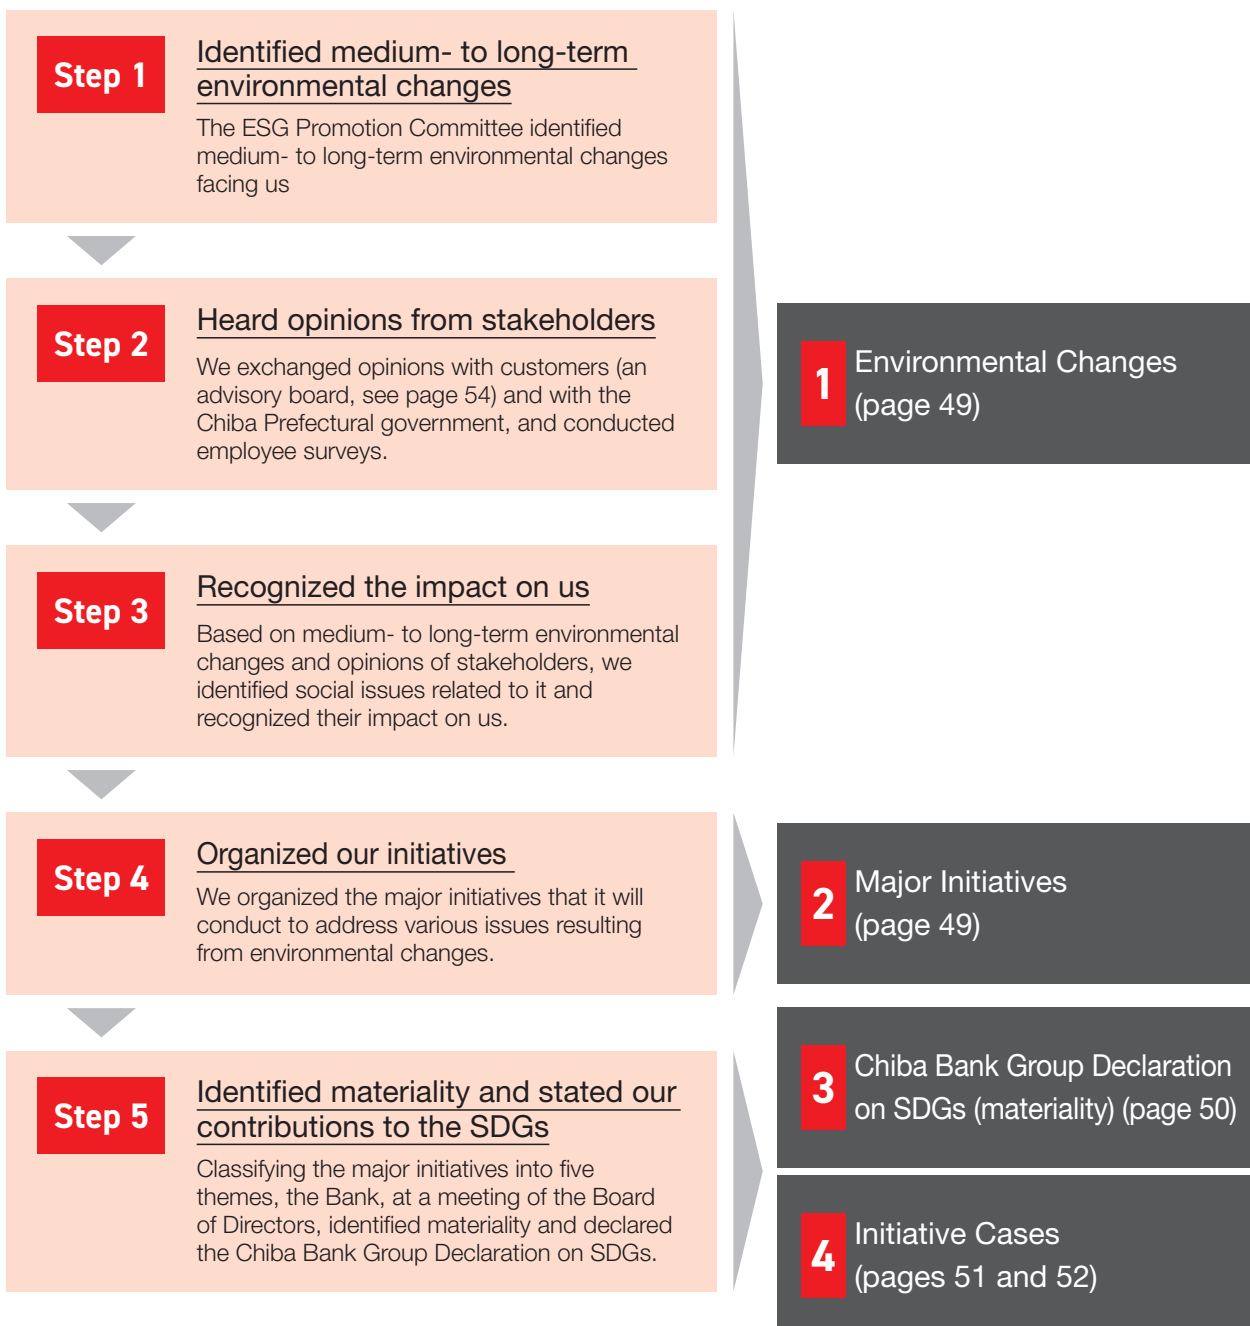 Step 1
Identified medium- to long-term
environmental changes
The ESG Promotion Committee identified
medium- to long-term environmental changes
facing us
Step 2
Heard opinions from stakeholders
We exchanged opinions with customers (an
advisory board, see page 54) and with the
Chiba Prefectural government, and conducted
employee surveys.
Step 3
Recognized the impact on us
Based on medium- to long-term environmental
changes and opinions of stakeholders, we
identified social issues related to it and
recognized their impact on us.
1
Environmental Changes
(page 49)
Step 4
Organized our initiatives
We organized the major initiatives that it will
conduct to address various issues resulting
from environmental changes.
2
Major Initiatives
(page 49)
Step 5
Identified materiality and stated our
contributions to the SDGs
Classifying the major initiatives into five
themes, the Bank, at a meeting of the Board
of Directors, identified materiality and declared
the Chiba Bank Group Declaration on SDGs.
3
Chiba Bank Group Declaration
on SDGs (materiality) (page 50)
4
Initiative Cases
(pages 51 and 52)